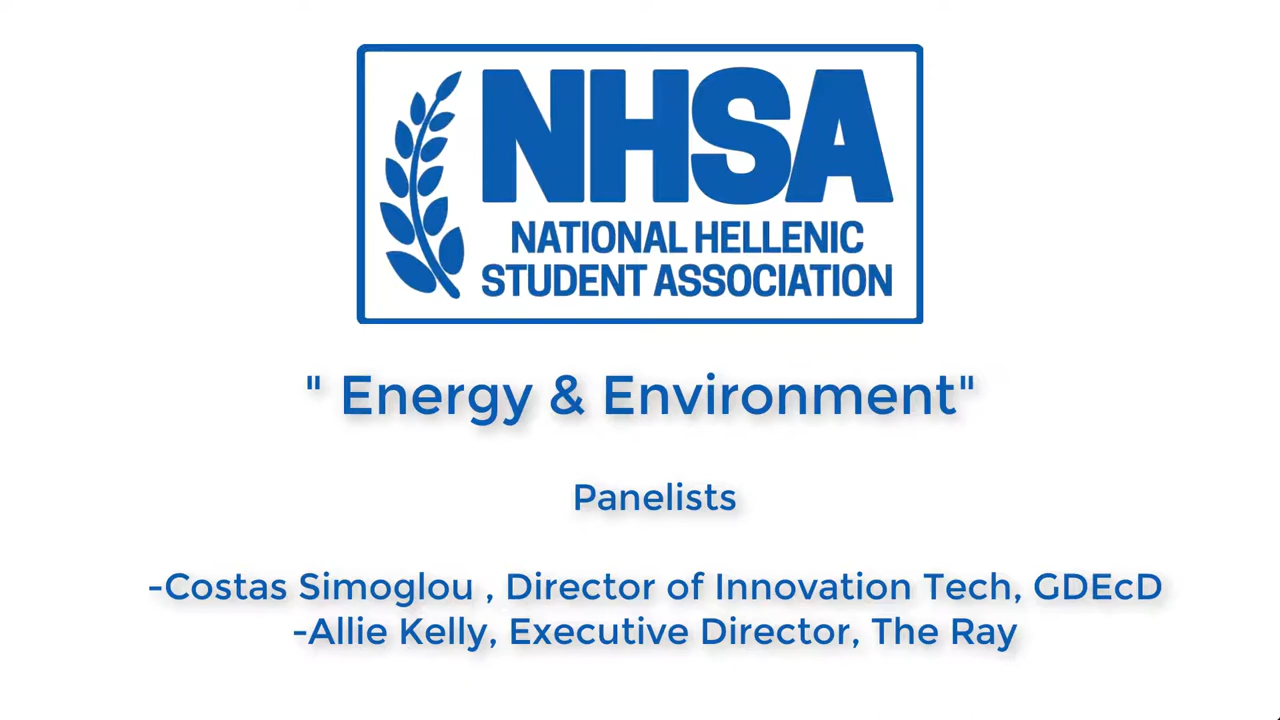 NHSA
NATIONAL HELLENIC
STUDENT ASSOCIATION
" Energy & Environment"
Panelists
-Costas Simoglou , Director of Innovation Tech, GDEcD
-Allie Kelly, Executive Director, The Ray